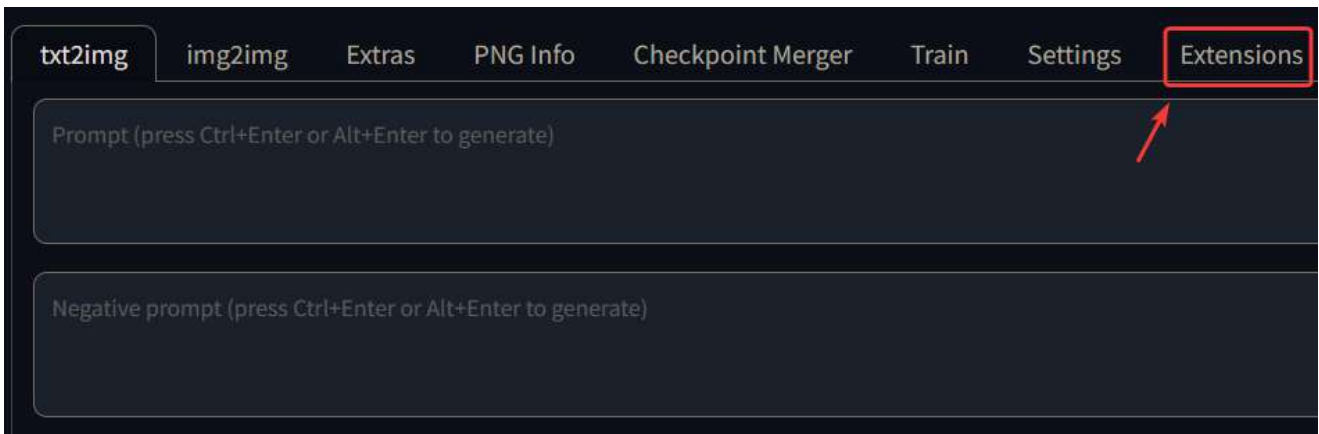 txt2img img2img Extras PNG Info Checkpoint Merger Train Settings Extensions
Prompt (press Ctrl+Enter or Alt+Enter to generate)
Negative prompt (press Ctrl+Enter or Alt+Enter to generate)